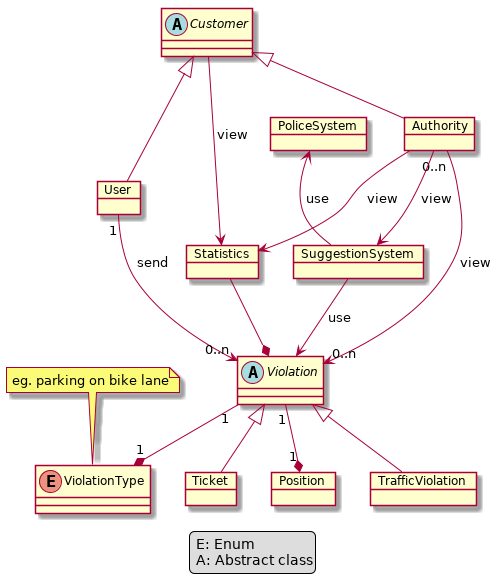 A Customer
view
PoliceSystem
Authority
0..n
User
1
use
view
view
send
view
Statistics
SuggestionSystem
use
0..n
0..n
A Violation
eg. parking on bike lane
1
1
1
1
E ViolationType
Ticket
Position
TrafficViolation
E: Enum
A: Abstract class